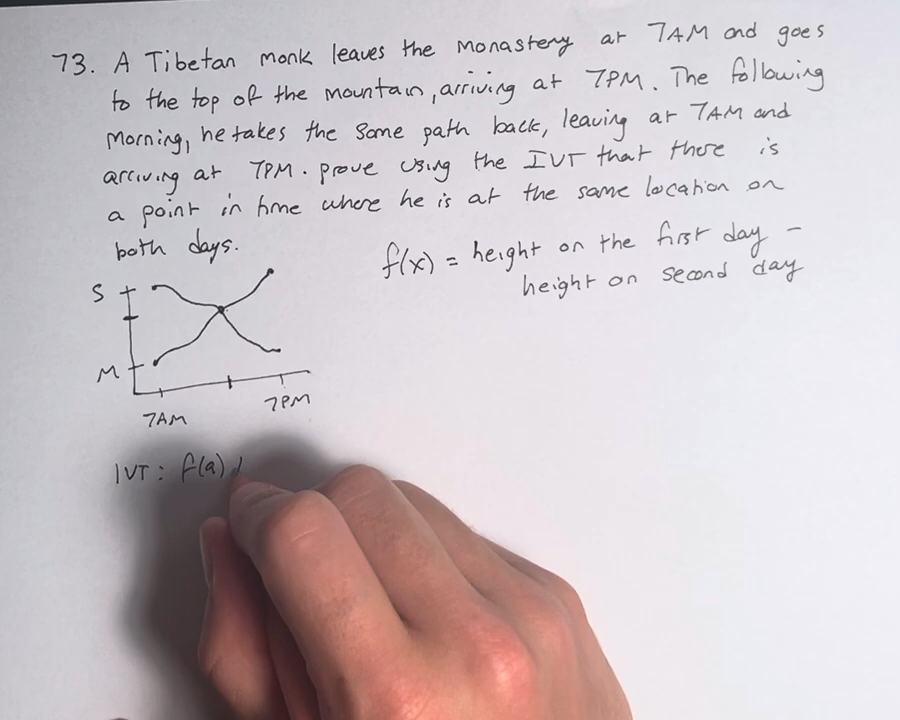 73. A Tibetan monk leaves the monastery at 7AM and goes
to the top of the mountain, arriving at 7PM. The following
morning, he takes the same path back, leaving at 7AM and
arriving at 7PM. prove using the IVT that there is
a point in time where he is at the same location on
both days.
f(x) = height on the first day -
height on second day
S
M
7AM
7PM
IVT: f(a)